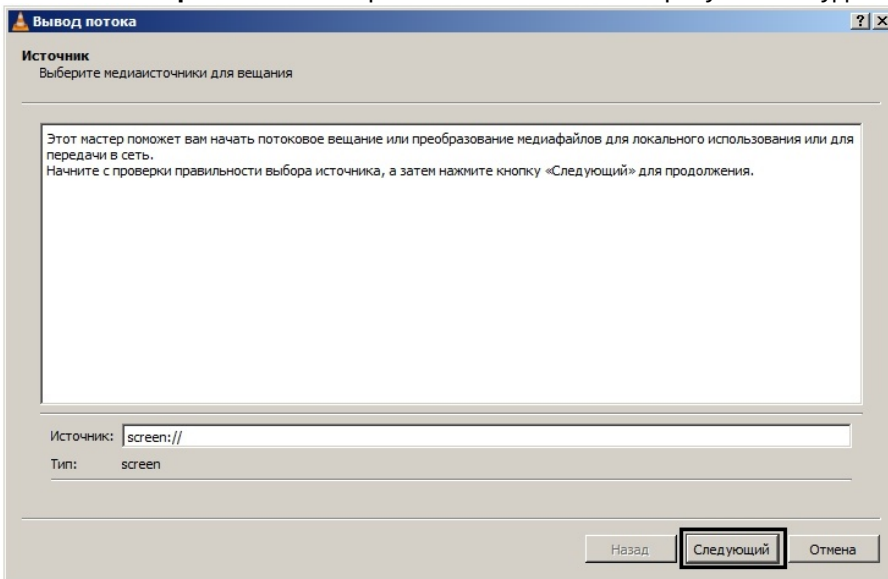 Вывод потока
Источник
Выберите медиаисточники для вещания
Этот мастер поможет вам начать потоковое вещание или преобразование медиафайлов для локального использования или для
передачи в сеть.
Начните с проверки правильности выбора источника, а затем нажмите кнопку «Следующий» для продолжения.
Источник: screen://
Тип: screen
Назад Следующий Отмена